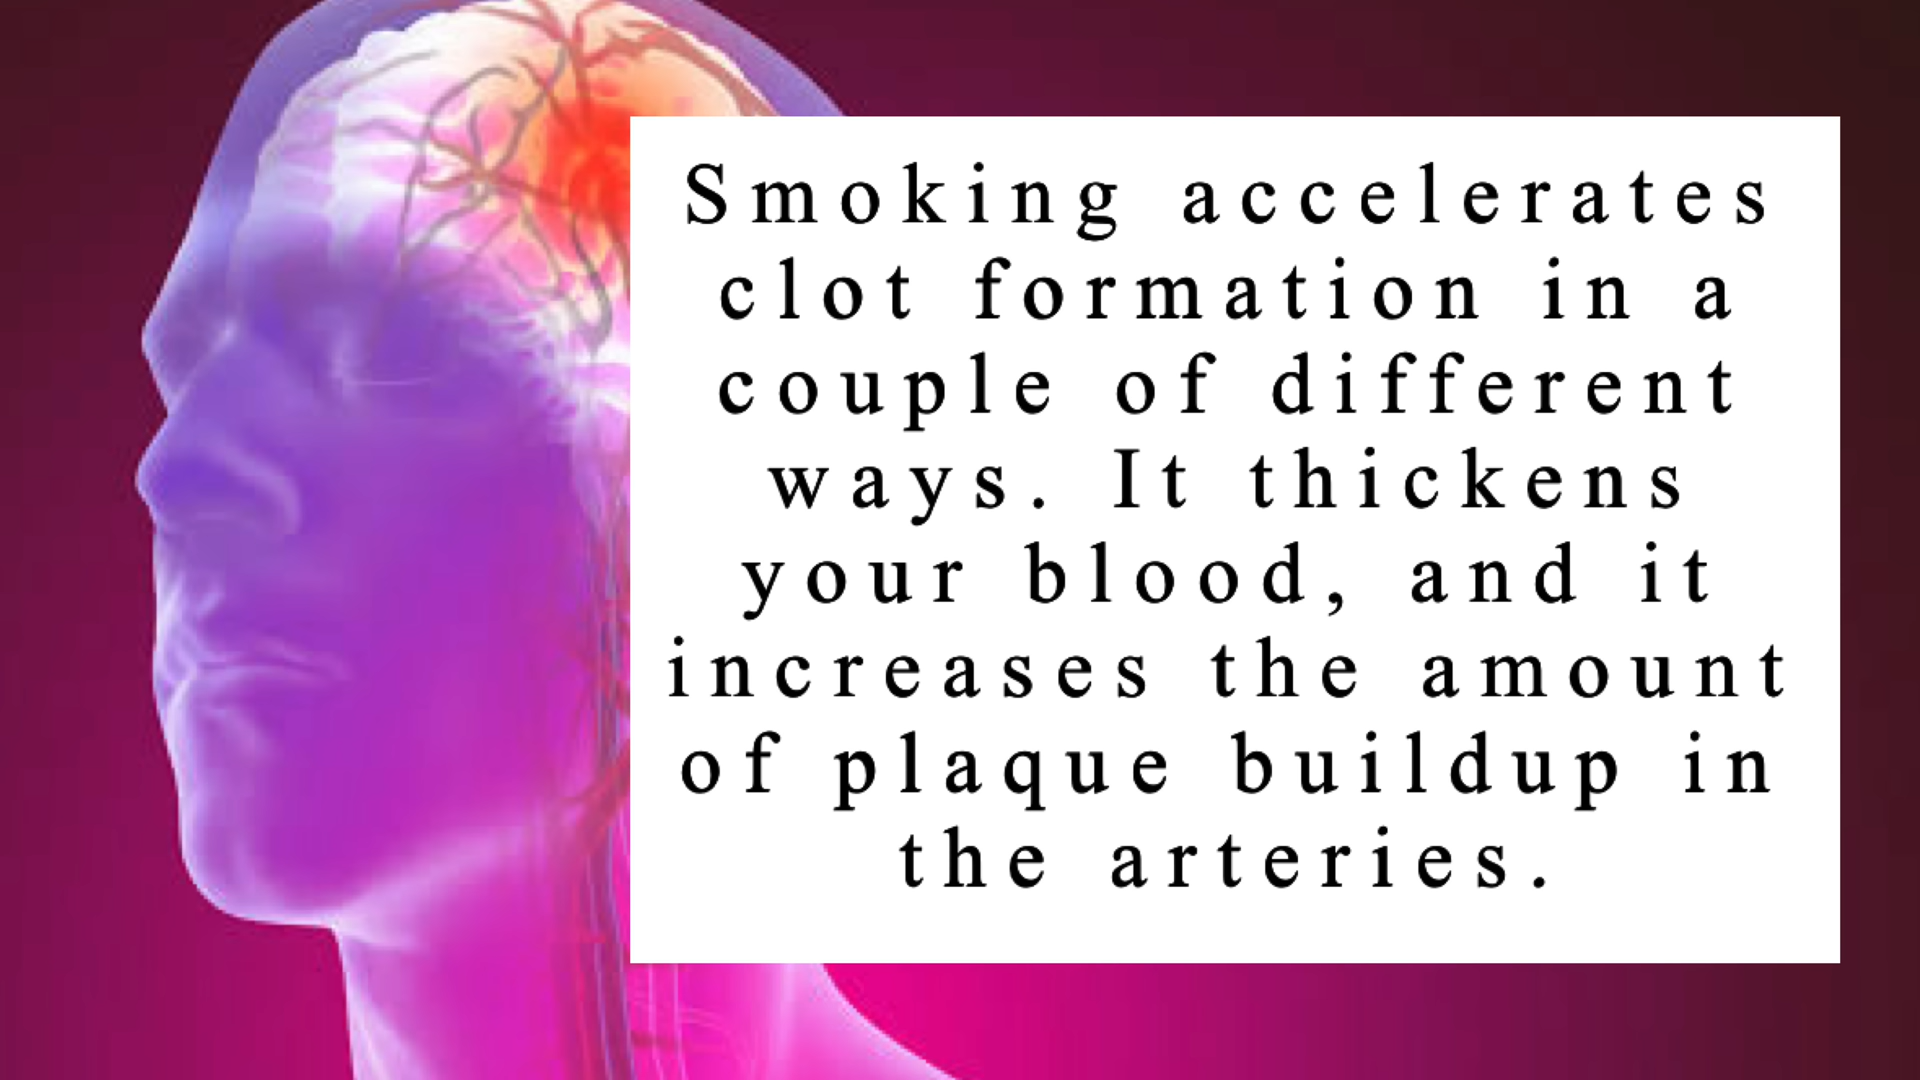 Smoking accelerates
clot formation in a
couple of different
ways. It thickens
your blood, and it
increases the amount
of plaque buildup in
the arteries.